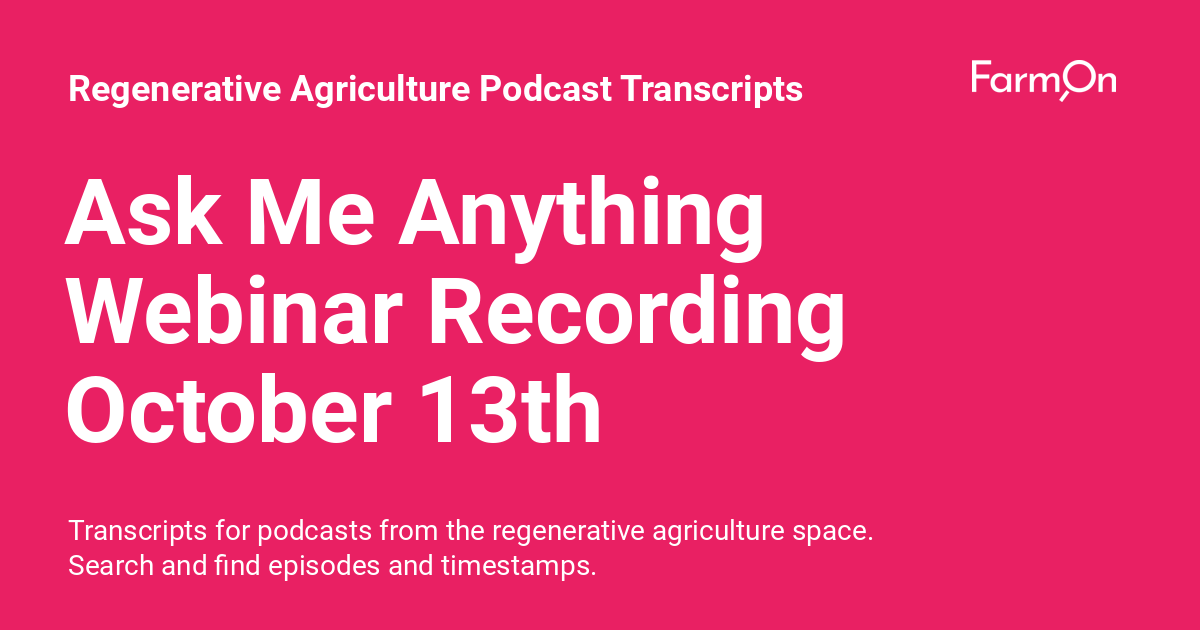 Regenerative Agriculture Podcast Transcripts
FarmOn
Ask Me Anything
Webinar Recording
October 13th
Transcripts for podcasts from the regenerative agriculture space.
Search and find episodes and timestamps.